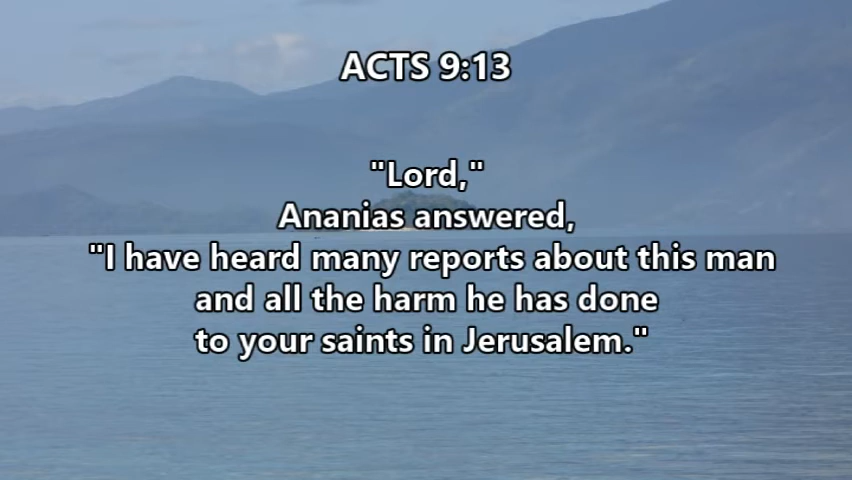 ACTS 9:13
"Lord,"
Ananias answered,
"I have heard many reports about this man
and all the harm he has done
to your saints in Jerusalem."